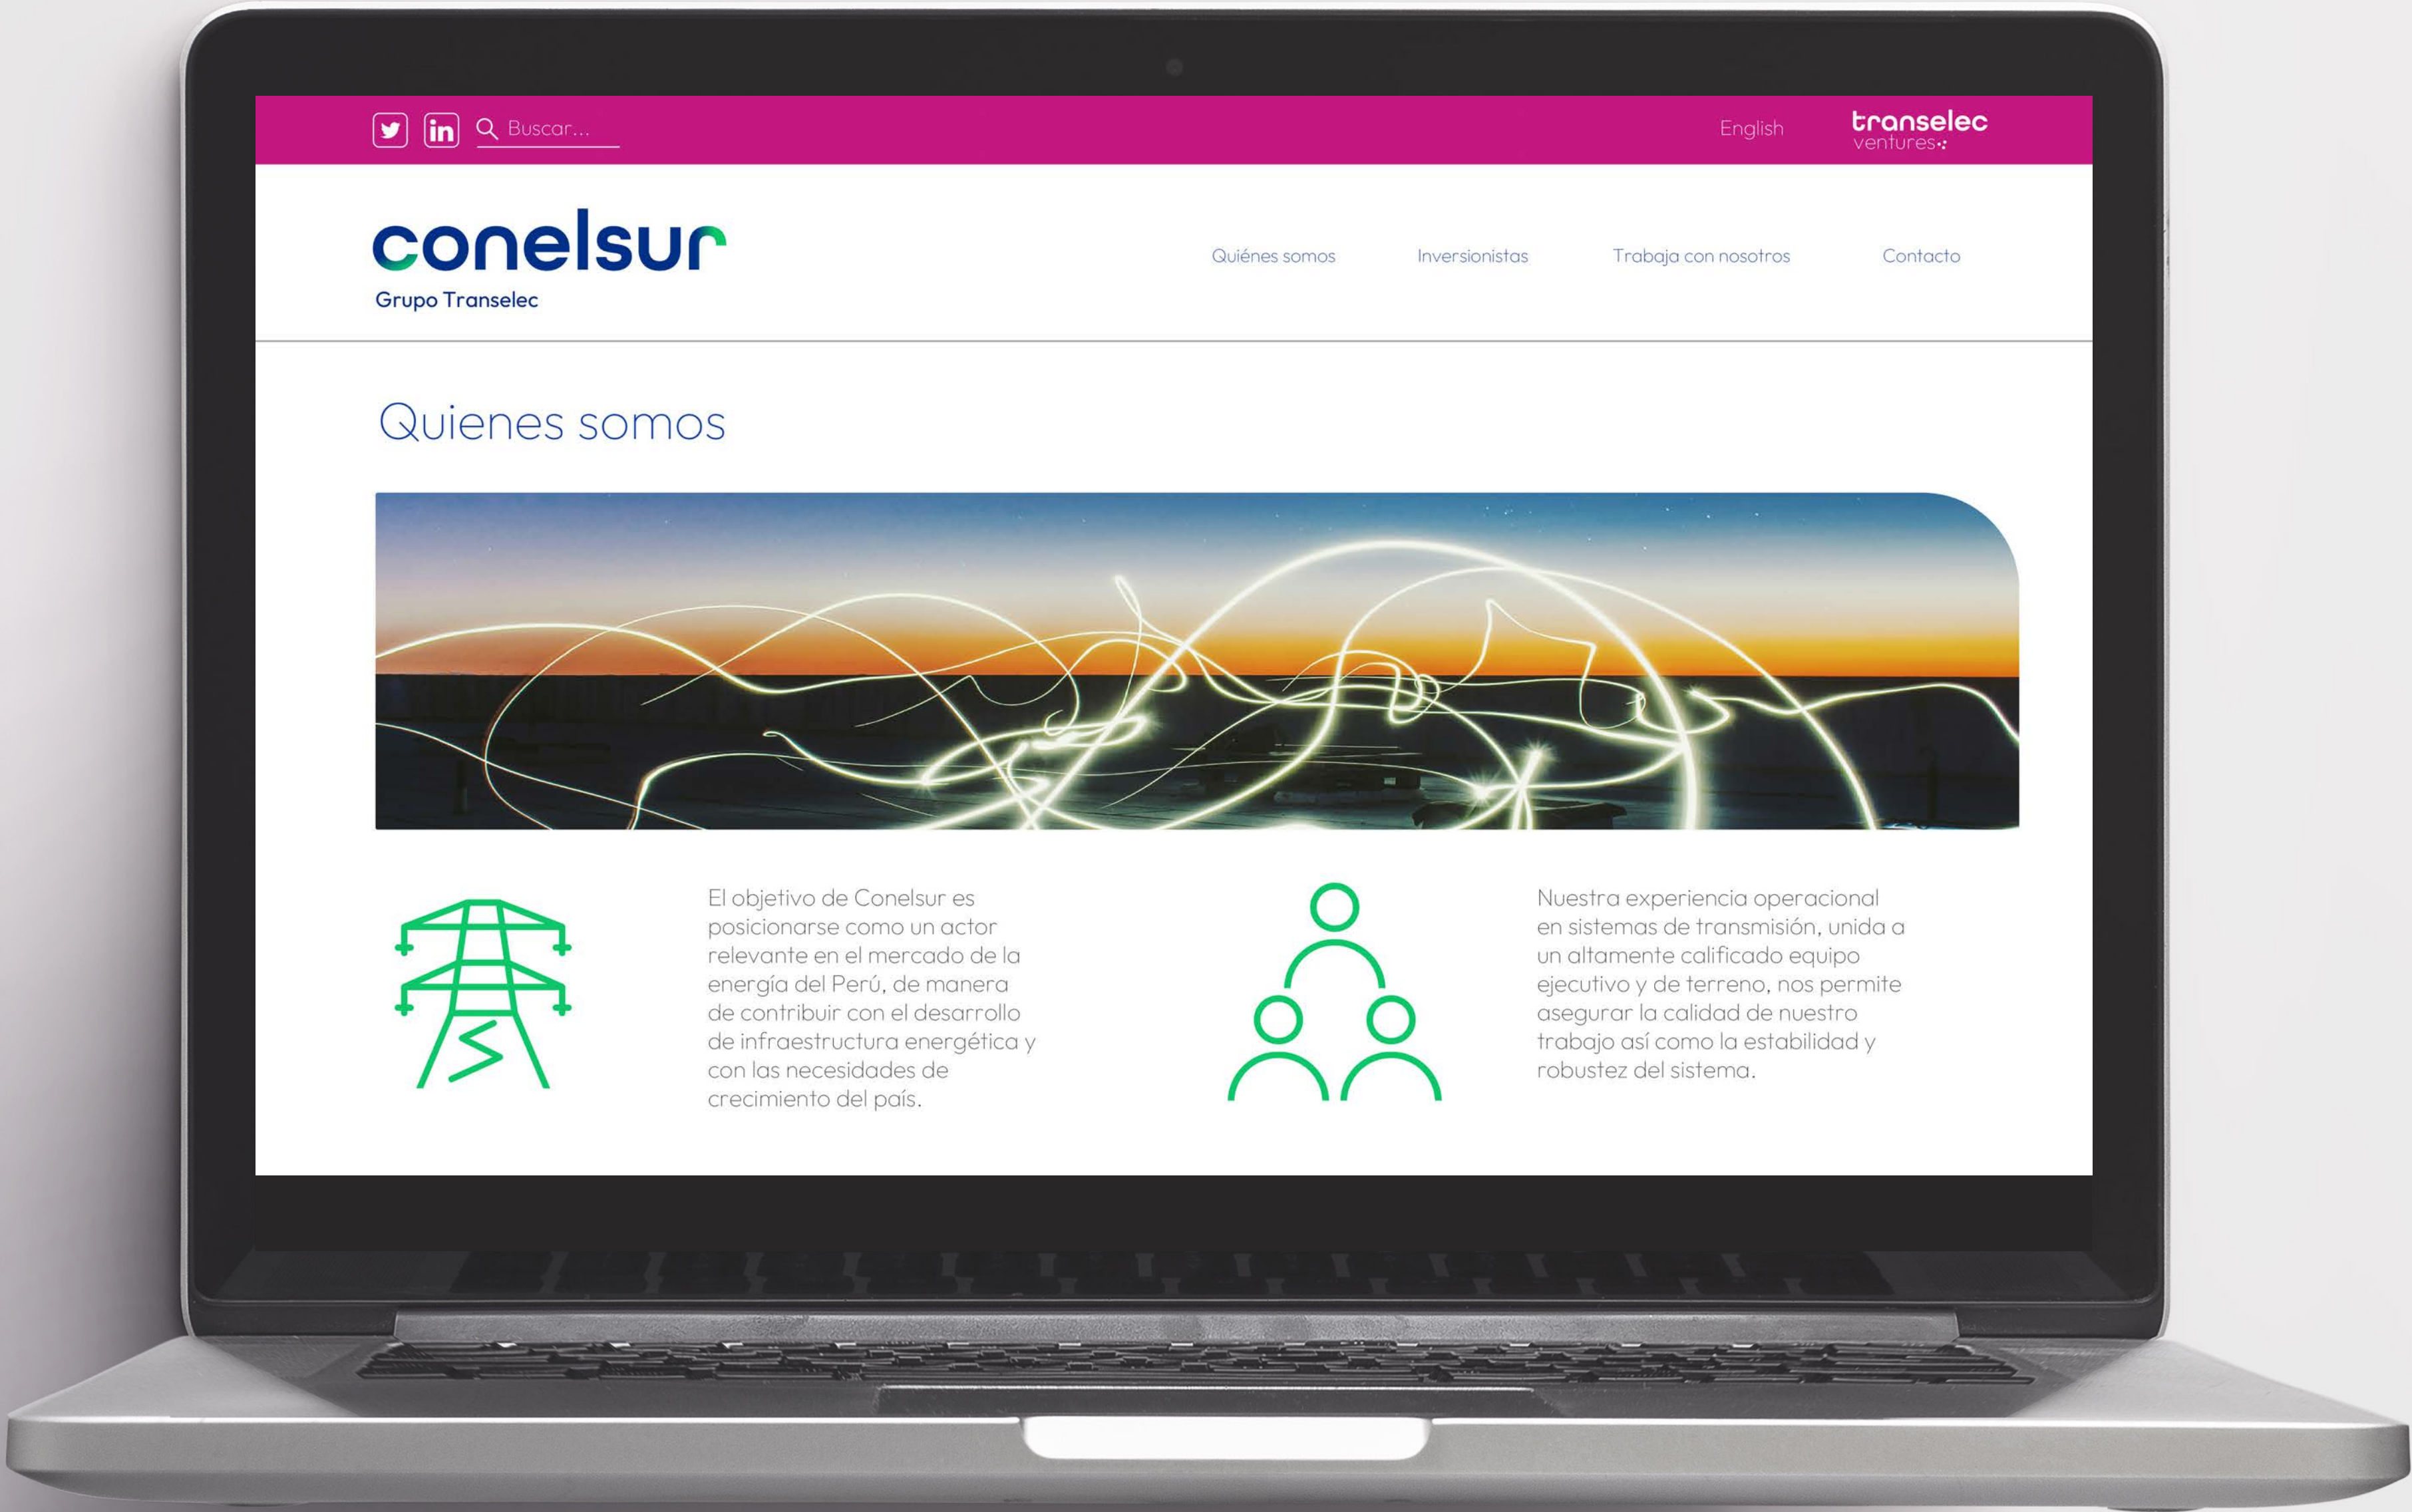 in Buscar...
English
transelec
ventures
conelsur
Grupo Transelec
Quiénes somos
Inversionistas
Trabaja con nosotros
Contacto
Quienes somos
El objetivo de Conelsur es
posicionarse como un actor
relevante en el mercado de la
energía del Perú, de manera
de contribuir con el desarrollo
de infraestructura energética y
con las necesidades de
crecimiento del país.
Nuestra experiencia operacional
en sistemas de transmisión, unida a
un altamente calificado equipo
ejecutivo y de terreno, nos permite
asegurar la calidad de nuestro
trabajo así como la estabilidad y
robustez del sistema.